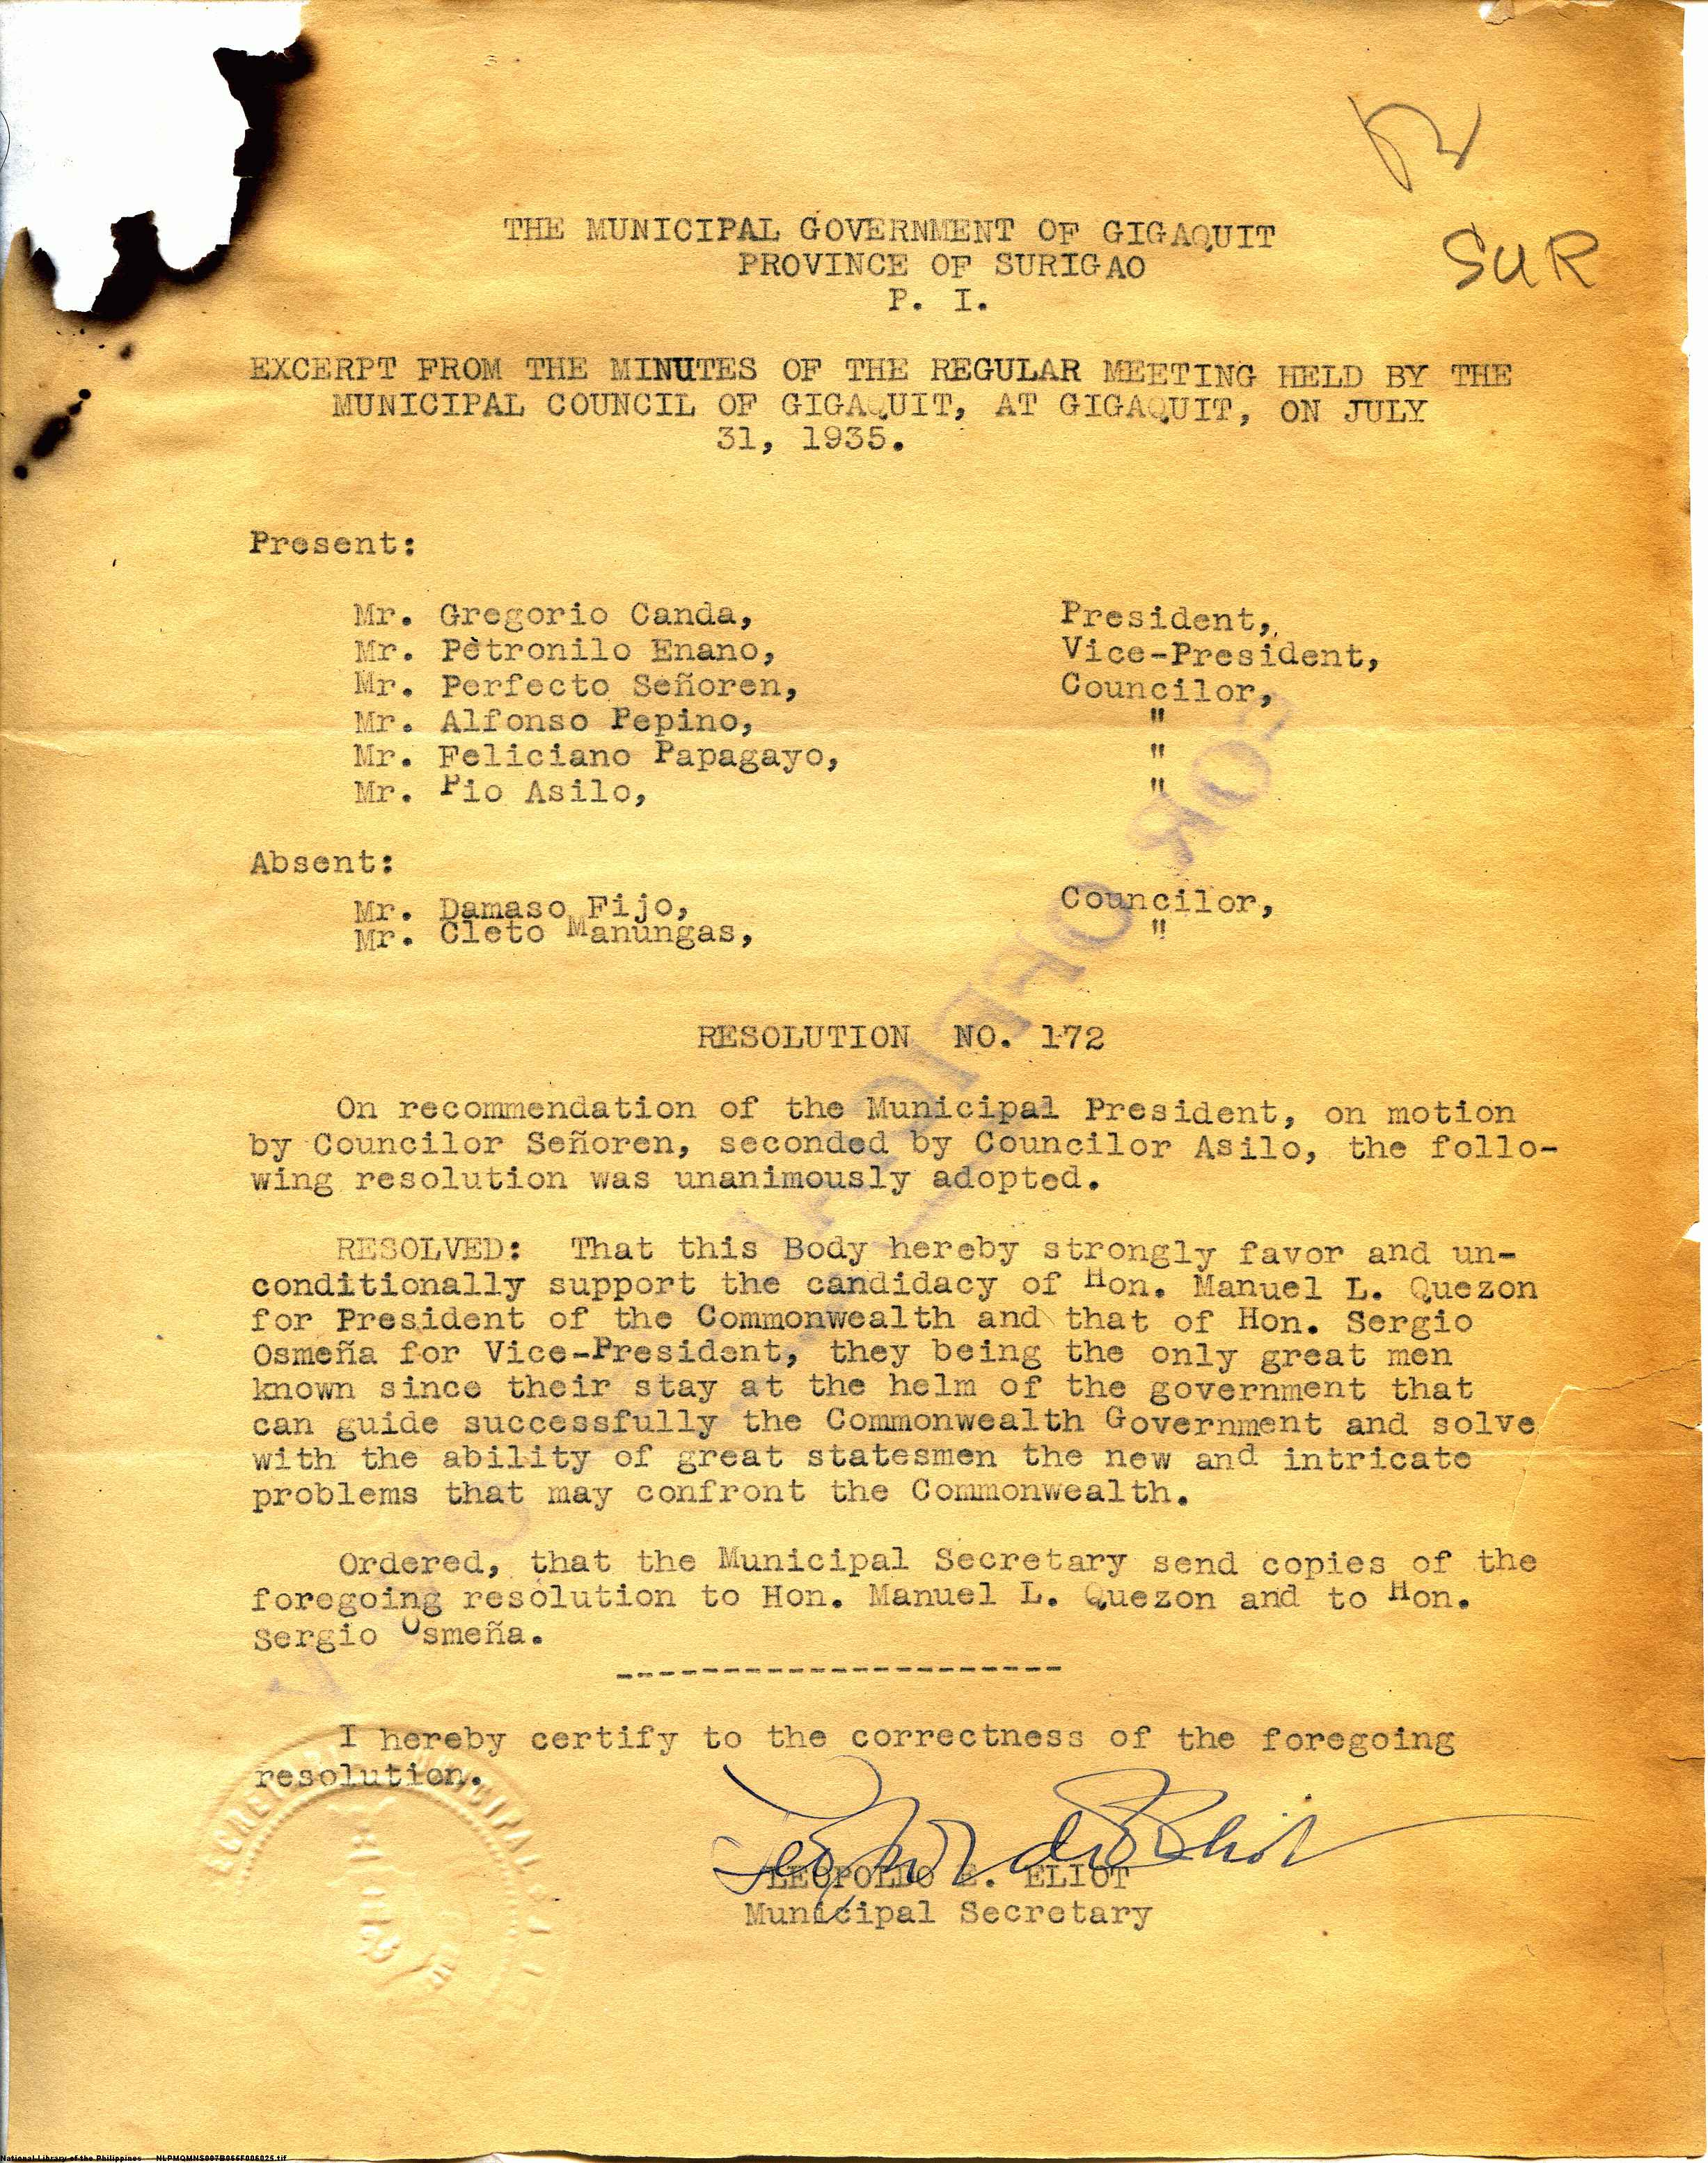 SUR
THE MUNICIPAL GOVERNMENT OF GIGAQUIT
PROVINCE OF SURIGAO
P. I.
EXCERPT FROM THE MINUTES OF THE REGULAR MEETING HELD BY THE
MUNICIPAL COUNCIL OF GIGAQUIT, AT GIGAQUIT, ON JULY
31, 1935.
Present:
Mr. Gregorio Canda, President,
Mr. Petronilo Enano, Vice-President,
Mr. Perfecto Señoren, Councilor,
Mr. Alfonso Pepino, "
Mr. Feliciano Papagayo, "
Mr. Pio Asilo, "
Absent:
Mr. Damaso Fijo, Councilor,
Mr. Cleto Manungas, "
RESOLUTION NO. 172
On recommendation of the Municipal President, on motion
by Councilor Señoren, seconded by Councilor Asilo, the follo-
wing resolution was unanimously adopted.
RESOLVED: That this Body hereby strongly favor and un-
conditionally support the candidacy of Hon. Manuel L. Quezon
for President of the Commonwealth and that of Hon. Sergio
Osmeña for Vice-President, they being the only great men
known since their stay at the helm of the government that
can guide successfully the Commonwealth Government and solve
with the ability of great statesmen the new and intricate
problems that may confront the Commonwealth.
Ordered, that the Municipal Secretary send copies of the
foregoing resolution to Hon. Manuel L. Quezon and to Hon.
Sergio Osmeña.
----------------------
I hereby certify to the correctness of the foregoing
resolution.
LEOPOLDO E. ELIOT
Municipal Secretary
National Library of the Philippines NLPMQMNS007B066F006025.tif